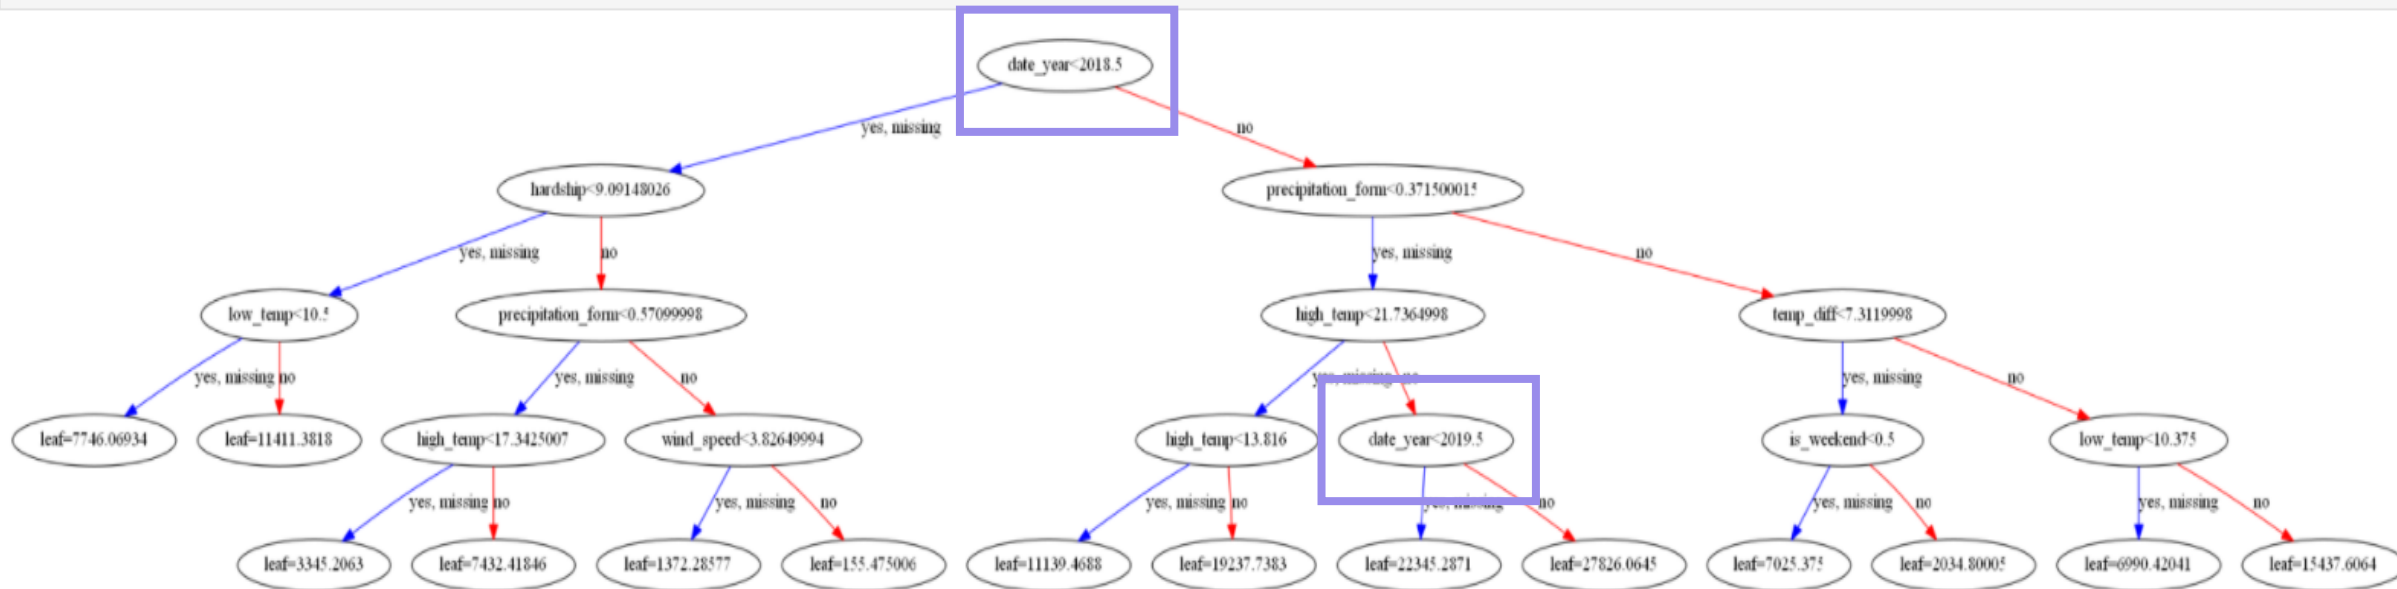 date_year<2018.5
yes, missing
no
hardship<9.09148026
precipitation_form<0.371500015
yes, missing
no
yes, missing
no
low_temp<10.5
precipitation_form<0.57099998
high_temp<21.7364998
temp_diff<7.3119998
yes, missing
no
yes, missing
no
yes, missing
no
yes, missing
no
leaf=7746.06934
leaf=11411.3818
high_temp<17.3425007
wind_speed<3.82649994
high_temp<13.816
date_year<2019.5
is_weekend<0.5
low_temp<10.375
yes, missing
no
yes, missing
no
yes, missing
no
yes, missing
no
yes, missing
no
yes, missing
no
leaf=3345.2063
leaf=7432.41846
leaf=1372.28577
leaf=155.475006
leaf=11139.4688
leaf=19237.7383
leaf=22345.2871
leaf=27826.0645
leaf=7025.375
leaf=2034.80005
leaf=6990.42041
leaf=15437.6064